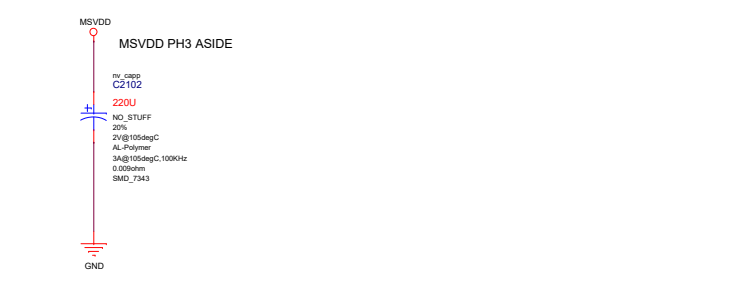 MSVDD
MSVDD PH3 ASIDE
nv_capp
C2102
220U
+
NO_STUFF
20%
2V@105degC
AL-Polymer
3A@105degC,100KHz
0.009ohm
SMD_7343
GND